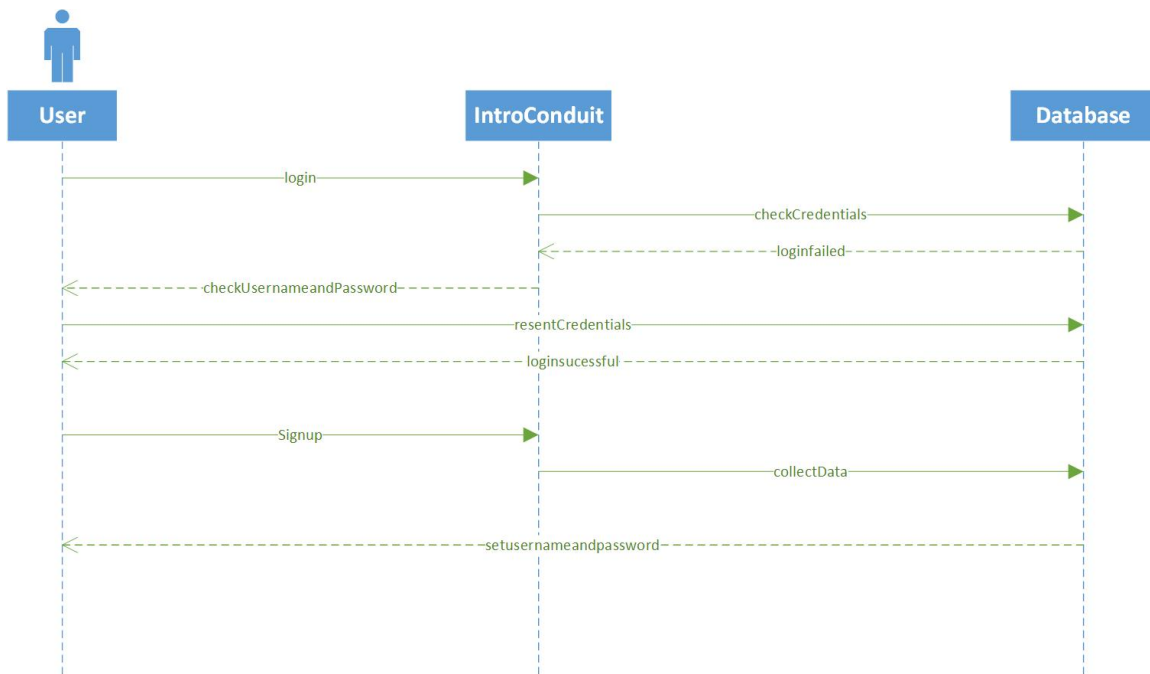 User
IntroConduit
Database
login
checkCredentials
loginfailed
checkUsernameandPassword
resentCredentials
loginsucessful
Signup
collectData
setusernameandpassword